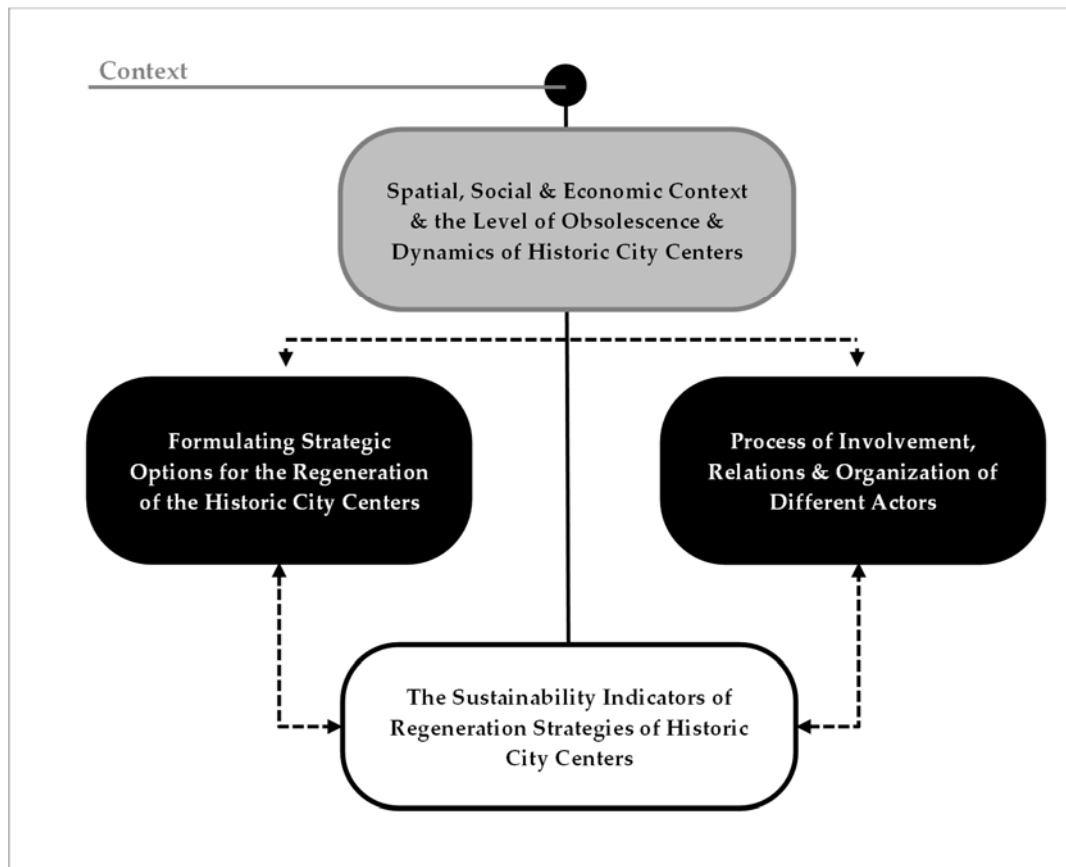 Context
Spatial, Social & Economic Context
& the Level of Obsolescence &
Dynamics of Historic City Centers
Formulating Strategic
Options for the Regeneration
of the Historic City Centers
Process of Involvement,
Relations & Organization of
Different Actors
The Sustainability Indicators of
Regeneration Strategies of Historic
City Centers